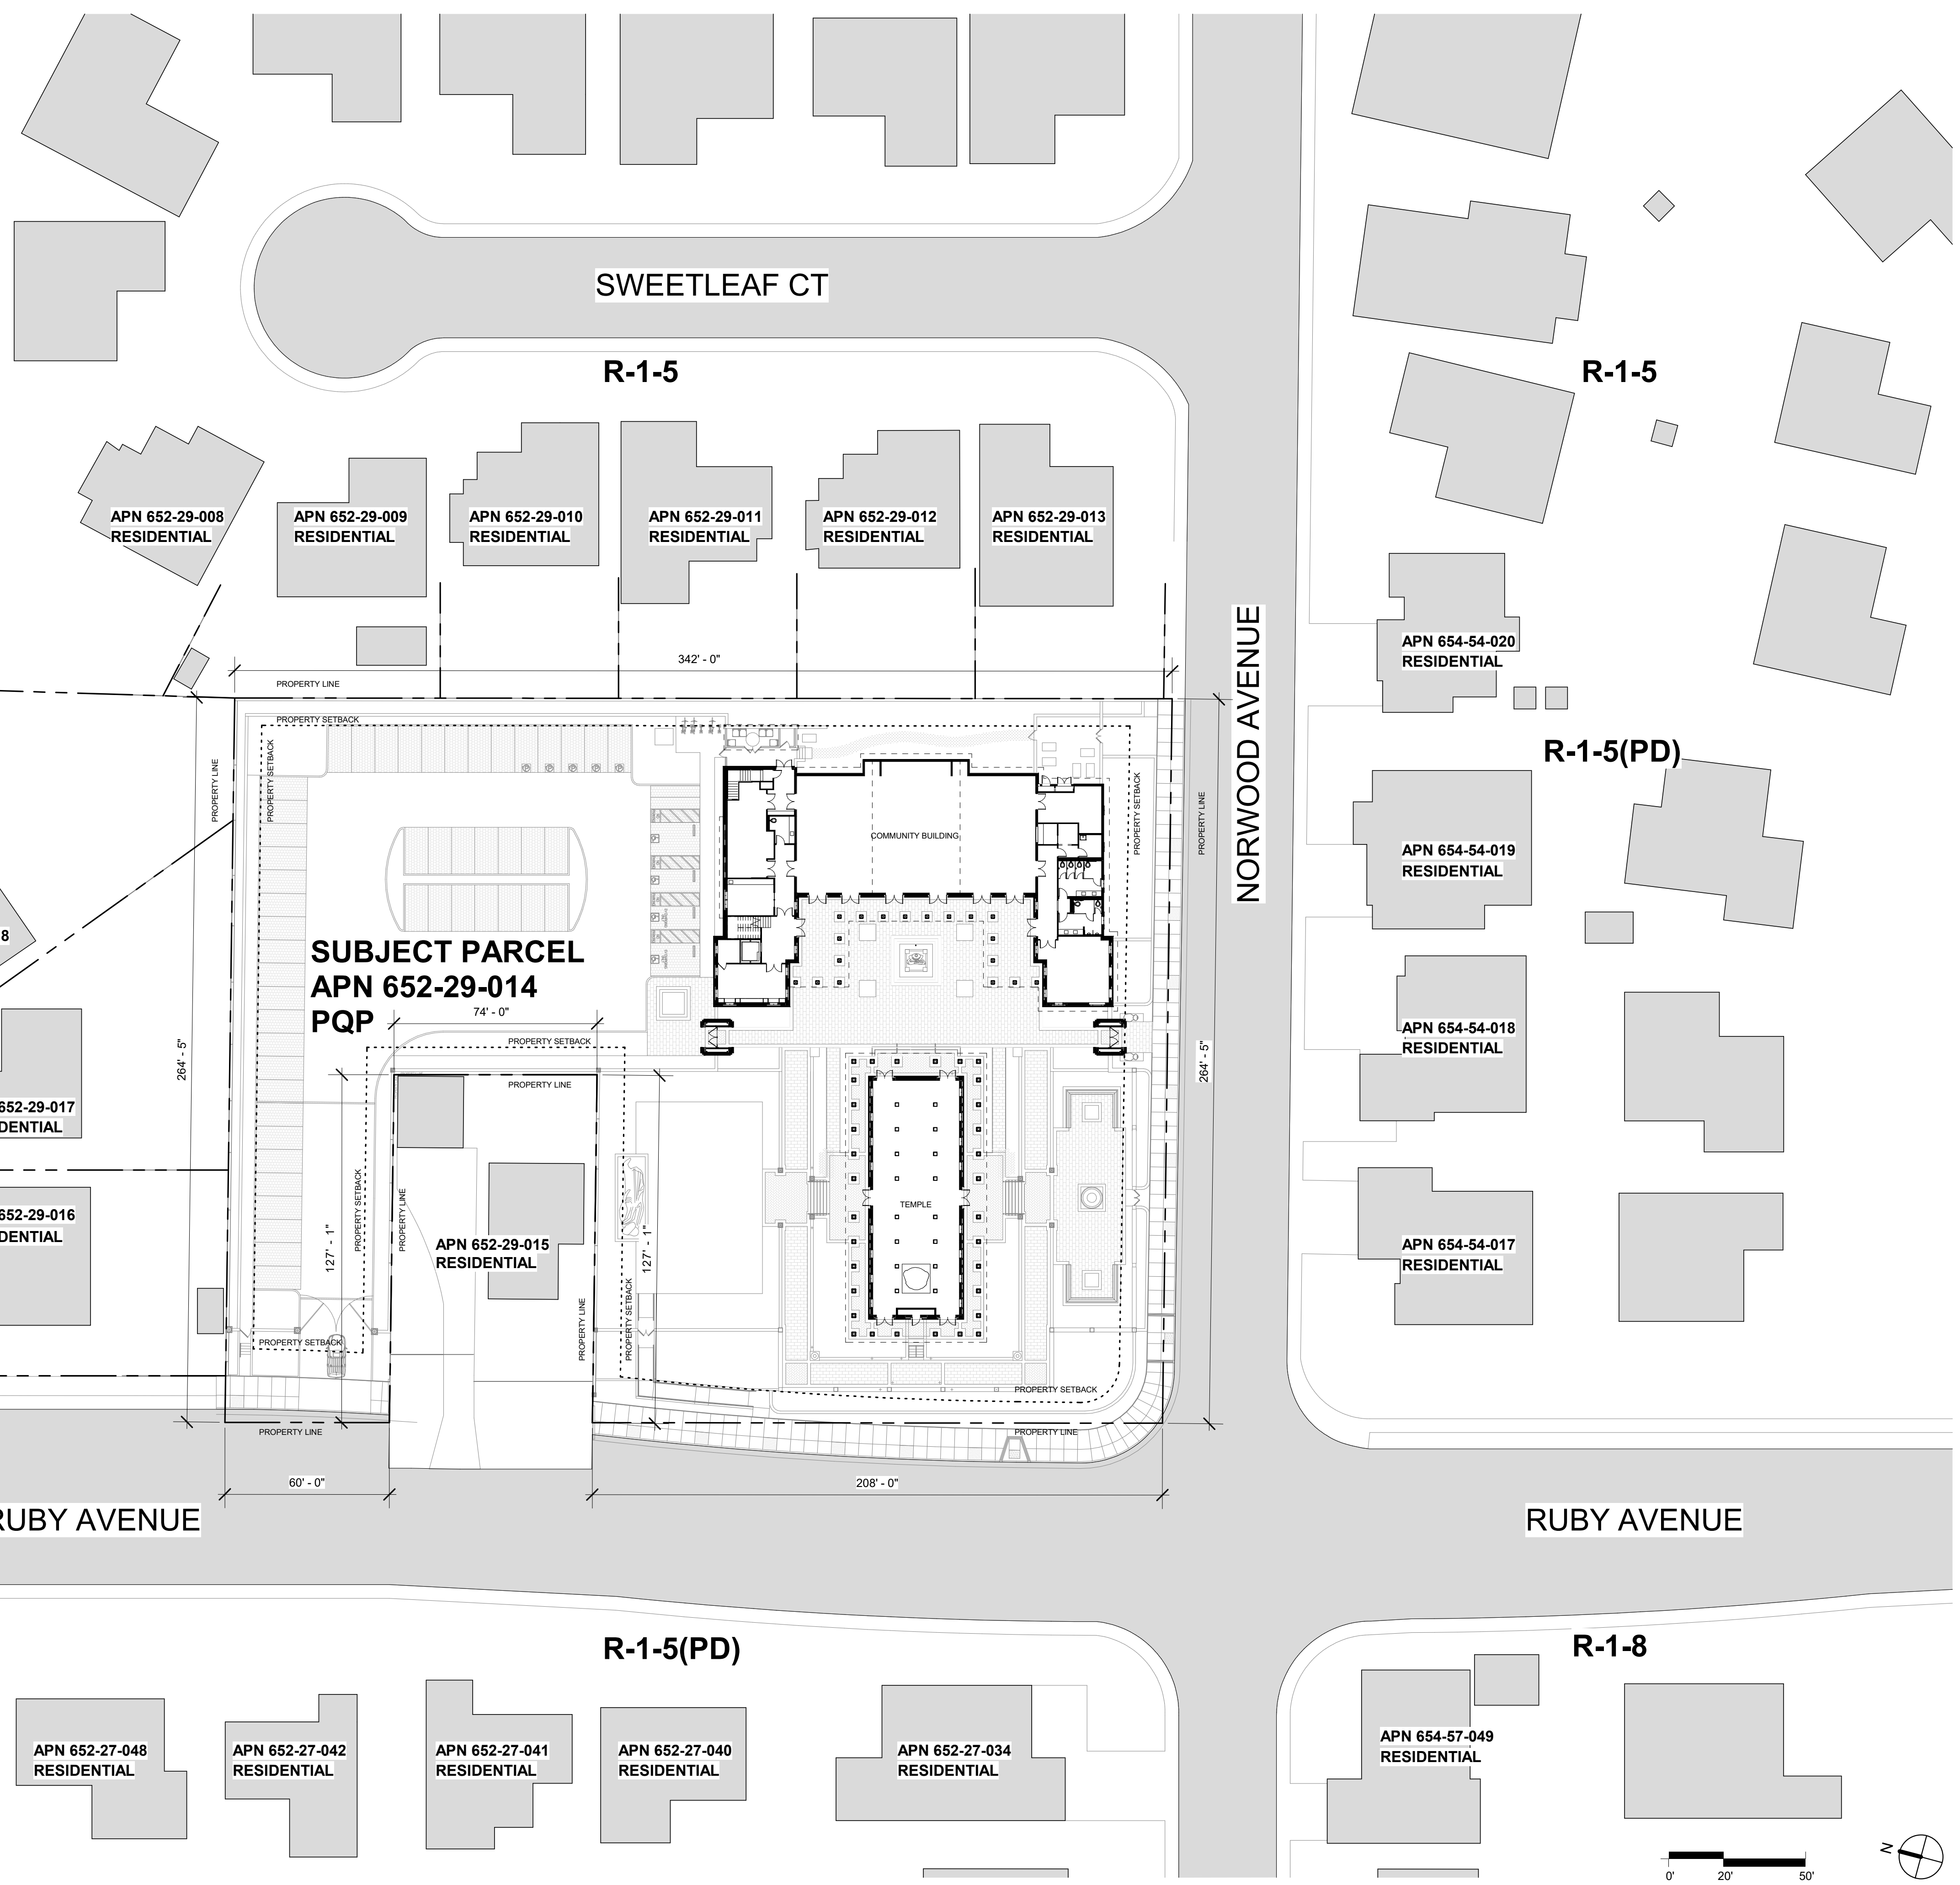 SWEETLEAF CT
R-1-5
R-1-5
APN 652-29-008
RESIDENTIAL
APN 652-29-009
RESIDENTIAL
APN 652-29-010
RESIDENTIAL
APN 652-29-011
RESIDENTIAL
APN 652-29-012
RESIDENTIAL
APN 652-29-013
RESIDENTIAL
NORWOOD AVENUE
APN 654-54-020
RESIDENTIAL
342' - 0"
PROPERTY LINE
PROPERTY SETBACK
PROPERTY LINE
PROPERTY SETBACK
PROPERTY SETBACK
PROPERTY LINE
R-1-5(PD)
COMMUNITY BUILDING
APN 654-54-019
RESIDENTIAL
8
SUBJECT PARCEL
APN 652-29-014
PQP
74' - 0"
PROPERTY SETBACK
PROPERTY LINE
264' - 5"
264' - 5"
APN 654-54-018
RESIDENTIAL
652-29-017
DENTIAL
652-29-016
DENTIAL
PROPERTY SETBACK
PROPERTY LINE
127' - 1"
127' - 1"
APN 652-29-015
RESIDENTIAL
PROPERTY LINE
PROPERTY SETBACK
TEMPLE
APN 654-54-017
RESIDENTIAL
PROPERTY SETBACK
PROPERTY SETBACK
PROPERTY LINE
PROPERTY LINE
60' - 0"
208' - 0"
RUBY AVENUE
RUBY AVENUE
R-1-5(PD)
R-1-8
APN 652-27-048
RESIDENTIAL
APN 652-27-042
RESIDENTIAL
APN 652-27-041
RESIDENTIAL
APN 652-27-040
RESIDENTIAL
APN 652-27-034
RESIDENTIAL
APN 654-57-049
RESIDENTIAL
0'
20'
50'
N